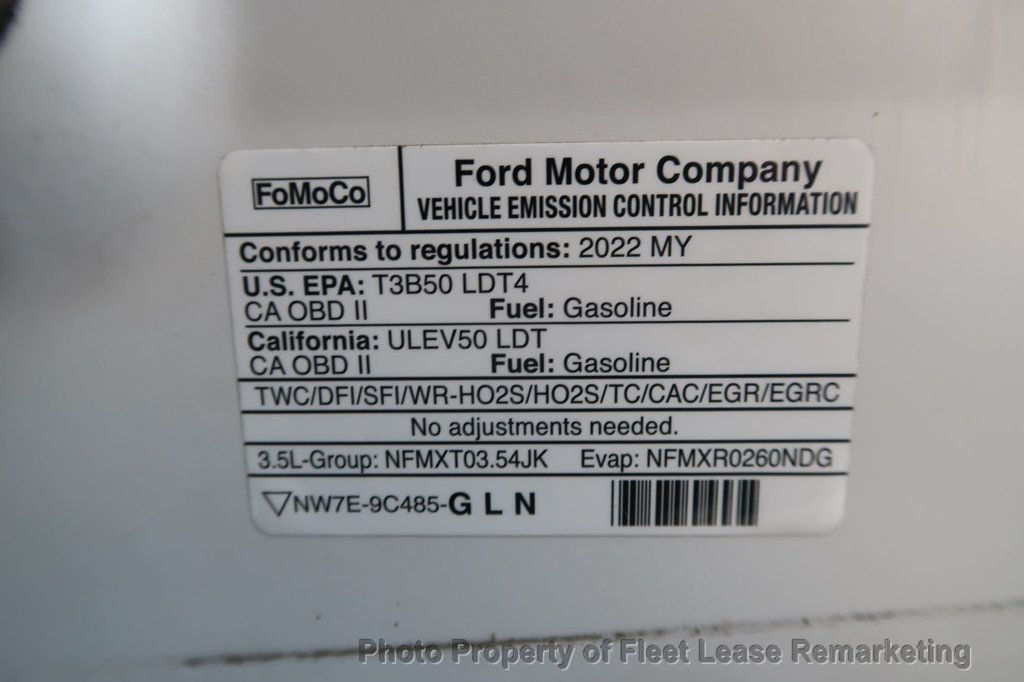 FoMoCo
Ford Motor Company
VEHICLE EMISSION CONTROL INFORMATION
Conforms to regulations: 2022 MY
U.S. EPA: T3B50 LDT4
CA OBD II Fuel: Gasoline
California: ULEV50 LDT
CA OBD II Fuel: Gasoline
TWC/DFI/SFI/WR-HO2S/HO2S/TC/CAC/EGR/EGRC
No adjustments needed.
3.5L-Group: NFMXT03.54JK Evap: NFMXR0260NDG
NW7E-9C485-G L N
Photo Property of Fleet Lease Remarketing